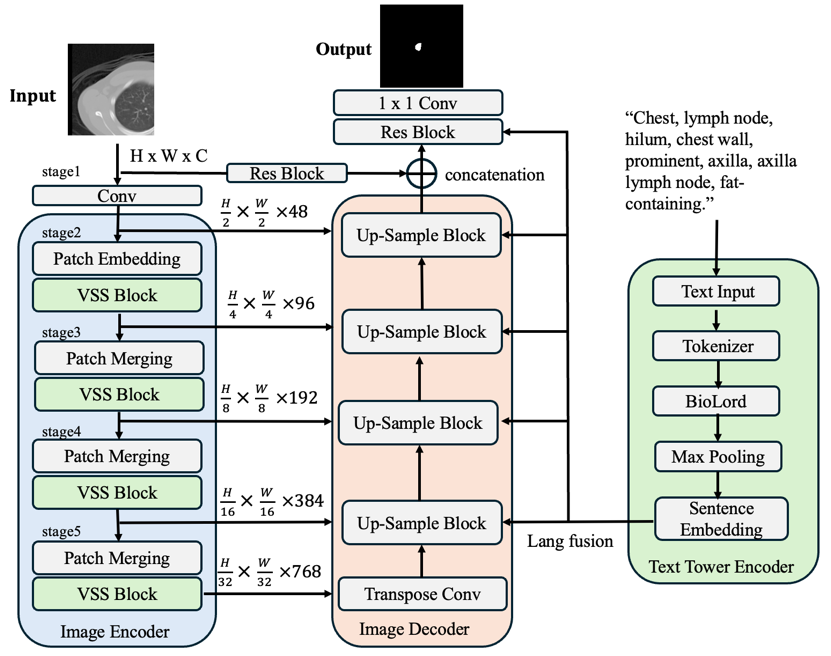 Output
Input
1 x 1 Conv
Res Block
H x W x C
stage1
Res Block
concatenation
Conv
"Chest, lymph node,
hilum, chest wall,
prominent, axilla, axilla
lymph node, fat-
containing."
stage2
H/2 × W/2 ×48
Patch Embedding
VSS Block
Up-Sample Block
stage3
H/4 × W/4 ×96
Patch Merging
VSS Block
Up-Sample Block
stage4
H/8 × W/8 ×192
Patch Merging
VSS Block
Up-Sample Block
stage5
H/16 × W/16 ×384
Patch Merging
VSS Block
Up-Sample Block
H/32 × W/32 ×768
Transpose Conv
Image Encoder
Image Decoder
Lang fusion
Text Input
Tokenizer
BioLord
Max Pooling
Sentence
Embedding
Text Tower Encoder